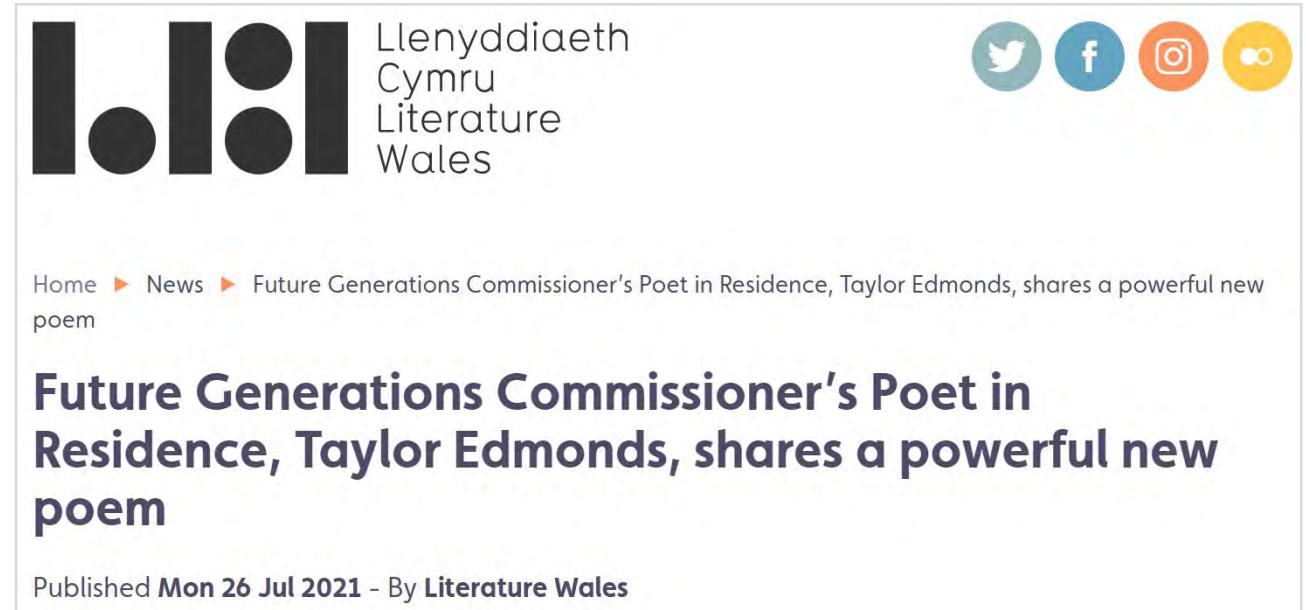 Llenyddiaeth
Cymru
Literature
Wales
Home ▶ News ▶ Future Generations Commissioner’s Poet in Residence, Taylor Edmonds, shares a powerful new
poem
Future Generations Commissioner’s Poet in
Residence, Taylor Edmonds, shares a powerful new
poem
Published Mon 26 Jul 2021 - By Literature Wales